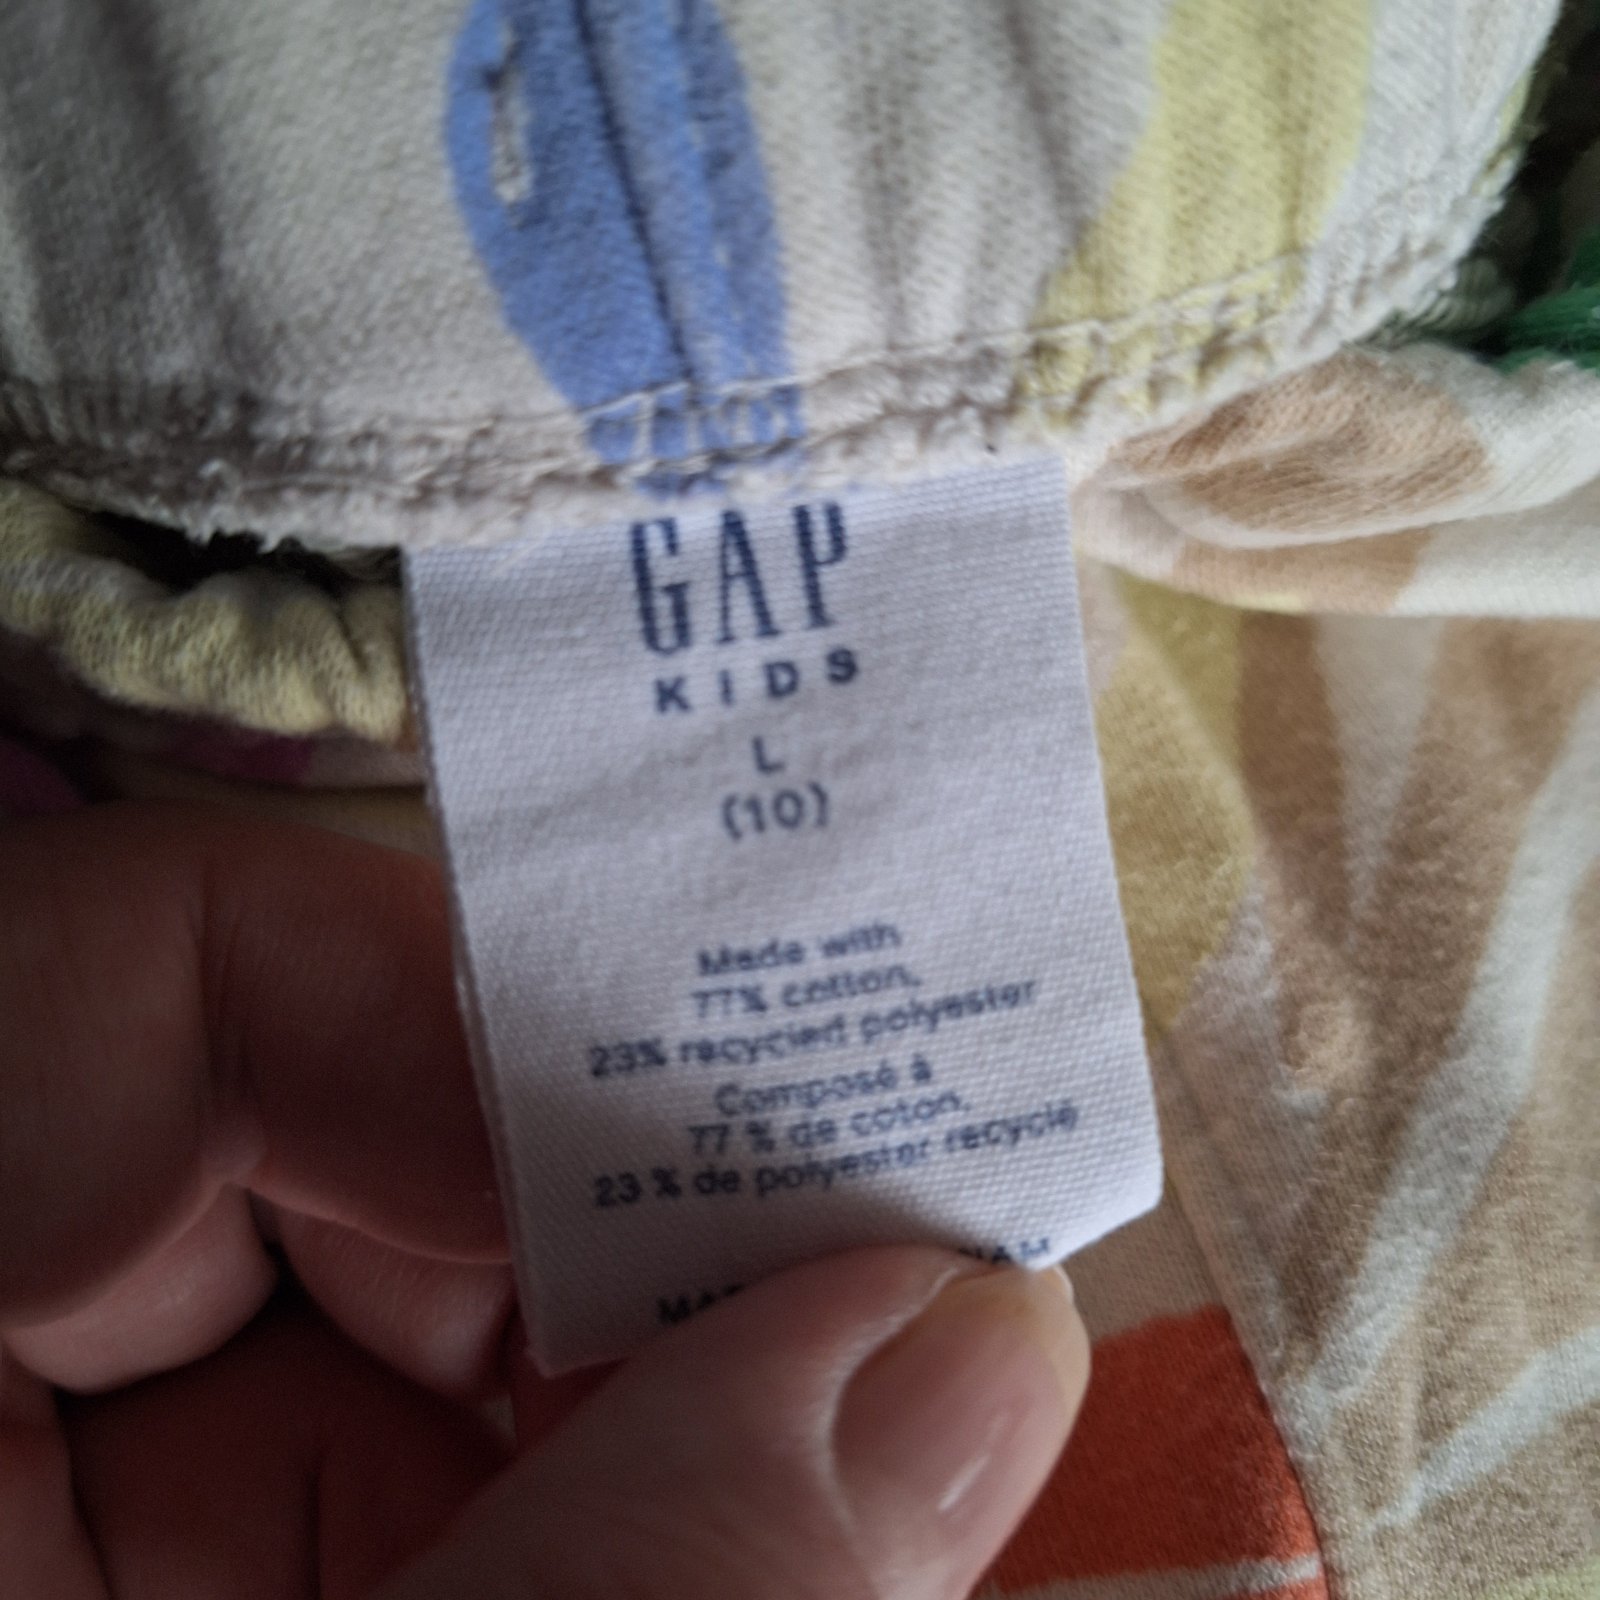 GAP
KIDS
L
(10)
Made with
77% cotton,
23% recycled polyester
Composé à
77 % de coton,
23 % de polyester recyclé